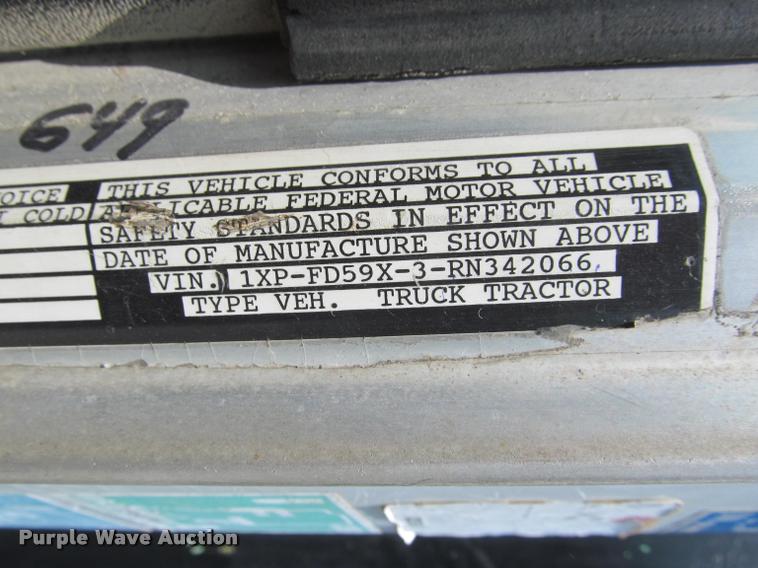 649
THIS VEHICLE CONFORMS TO ALL
COLD APPLICABLE FEDERAL MOTOR VEHICLE
SAFETY STANDARDS IN EFFECT ON THE
DATE OF MANUFACTURE SHOWN ABOVE
VIN. 1XP-FD59X-3-RN342066
TYPE VEH. TRUCK TRACTOR
Purple Wave Auction